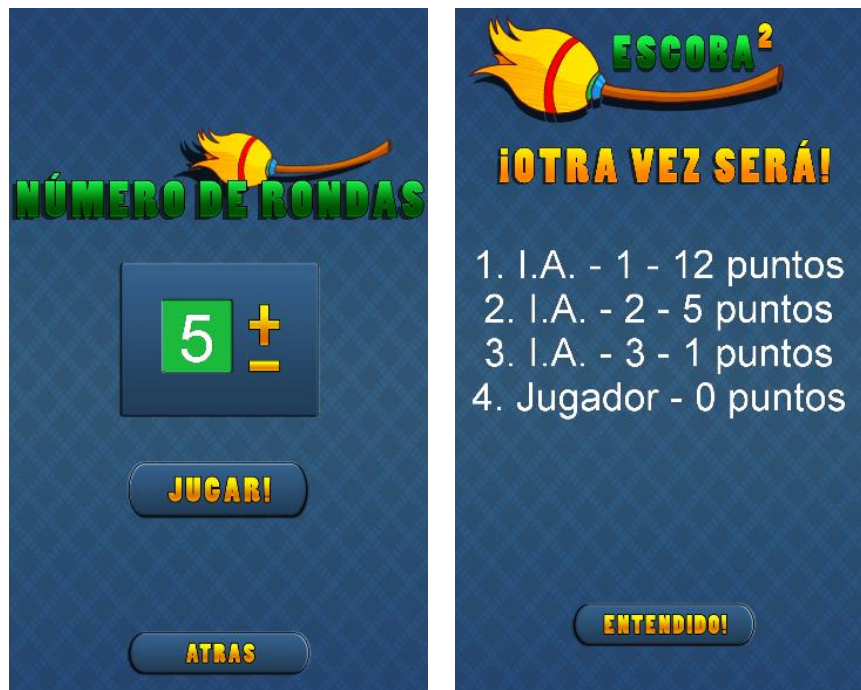 NÚMERO DE RONDAS
5 + −
JUGAR!
ATRAS
ESCOBA²
¡OTRA VEZ SERÁ!
1. I.A. - 1 - 12 puntos
2. I.A. - 2 - 5 puntos
3. I.A. - 3 - 1 puntos
4. Jugador - 0 puntos
ENTENDIDO!